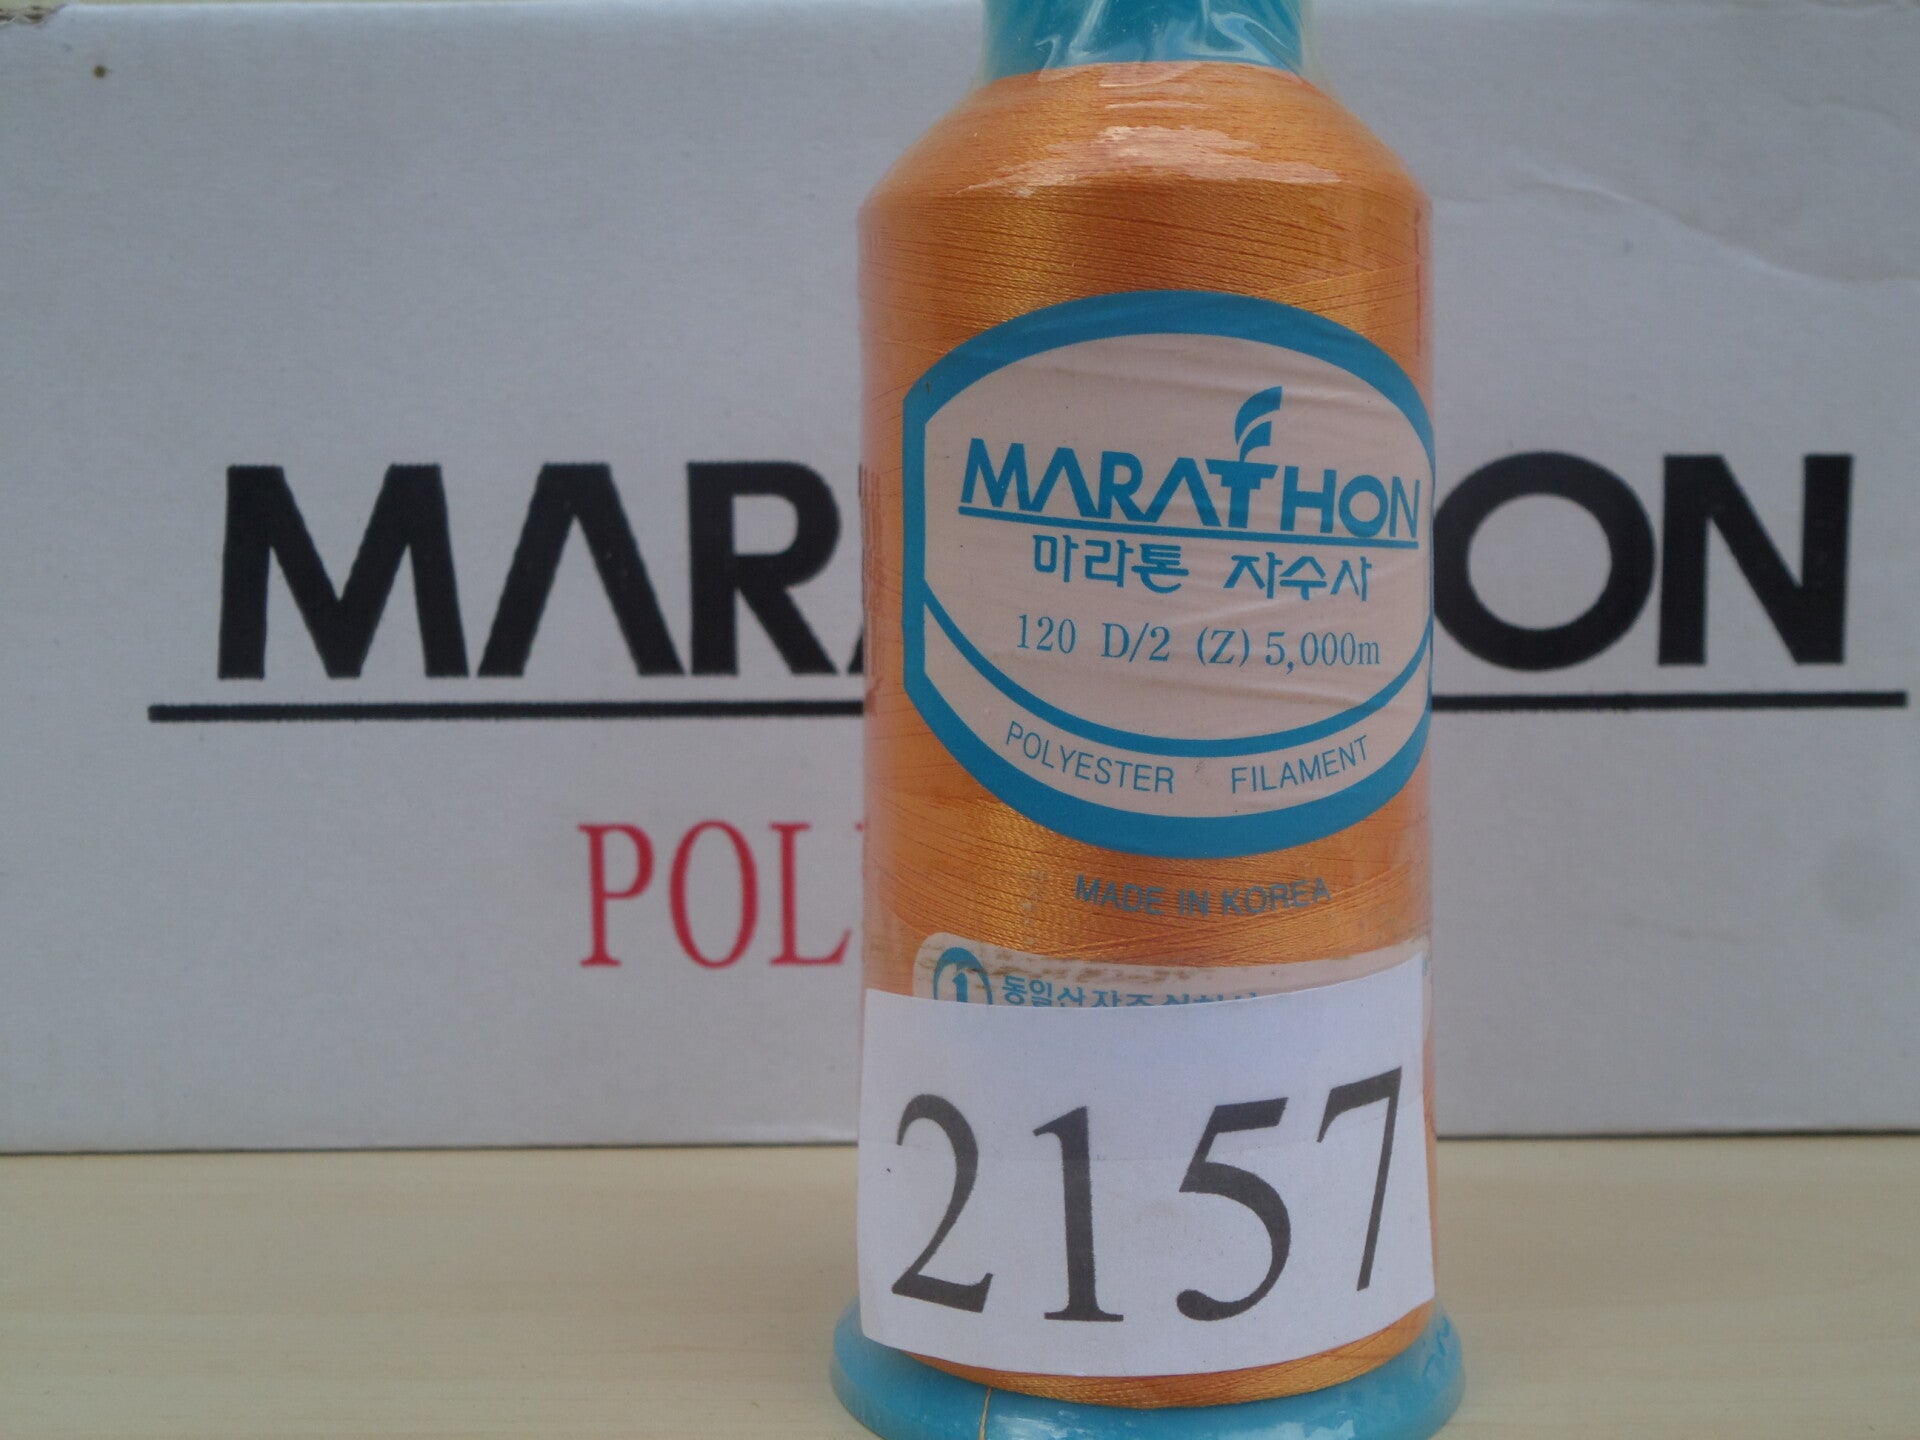 MARATHON
마라톤 자수사
120 D/2 (Z) 5,000m
POLYESTER FILAMENT
MADE IN KOREA
2157
MAR ON
POL